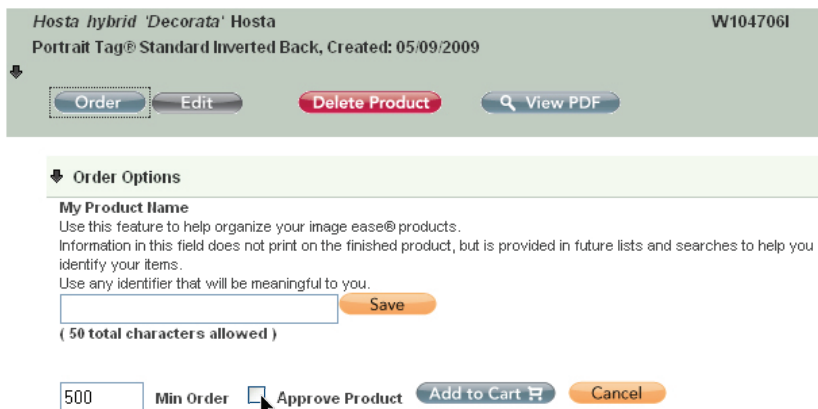 Hosta hybrid 'Decorata' Hosta W104706I
Portrait Tag® Standard Inverted Back, Created: 05/09/2009
Order Edit Delete Product View PDF
Order Options
My Product Name
Use this feature to help organize your image ease® products.
Information in this field does not print on the finished product, but is provided in future lists and searches to help you
identify your items.
Use any identifier that will be meaningful to you.
Save
( 50 total characters allowed )
500 Min Order Approve Product Add to Cart Cancel